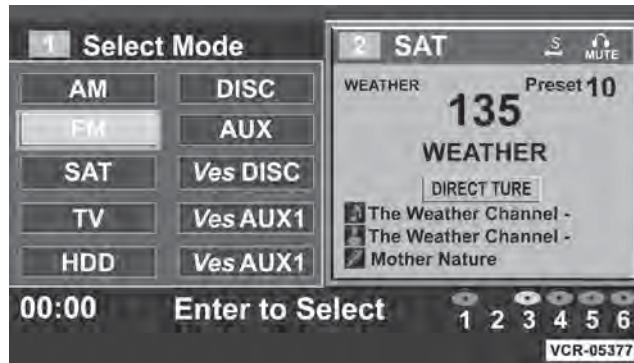 1 Select Mode
AM DISC
FM AUX
SAT Ves DISC
TV Ves AUX1
HDD Ves AUX1
2 SAT S MUTE
WEATHER Preset 10
135
WEATHER
DIRECT TURE
The Weather Channel -
The Weather Channel -
Mother Nature
00:00 Enter to Select 1 2 3 4 5 6
VCR-05377